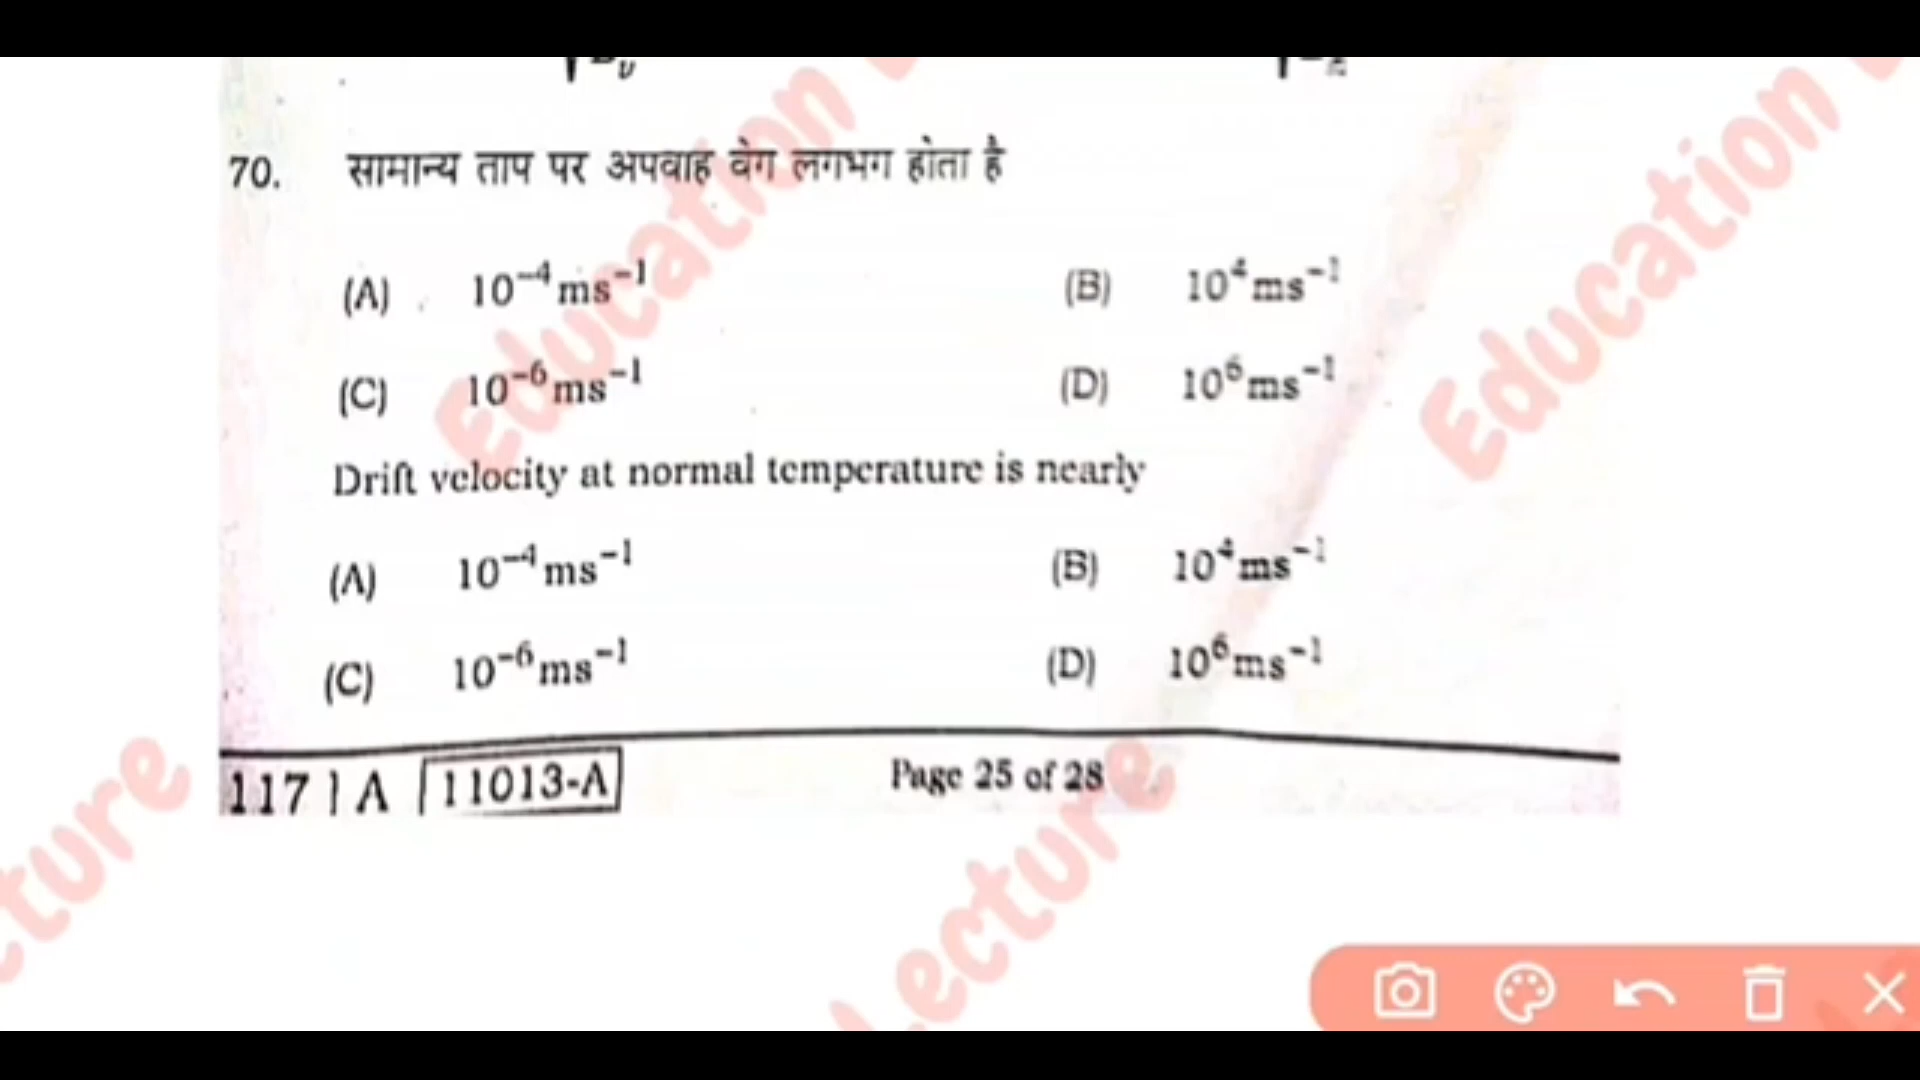 70. सामान्य ताप पर अपवाह वेग लगभग होता है
(A) 10⁻⁴ms⁻¹ (B) 10⁴ms⁻¹
(C) 10⁻⁶ms⁻¹ (D) 10⁶ms⁻¹
Drift velocity at normal temperature is nearly
(A) 10⁻⁴ms⁻¹ (B) 10⁴ms⁻¹
(C) 10⁻⁶ms⁻¹ (D) 10⁶ms⁻¹
117 ] A 11013-A Page 25 of 28
Education
Education
Lecture